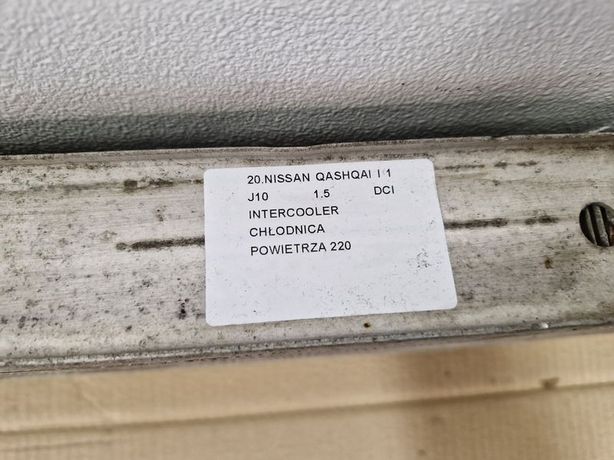 20.NISSAN QASHQAI I 1
J10 1.5 DCI
INTERCOOLER
CHŁODNICA
POWIETRZA 220